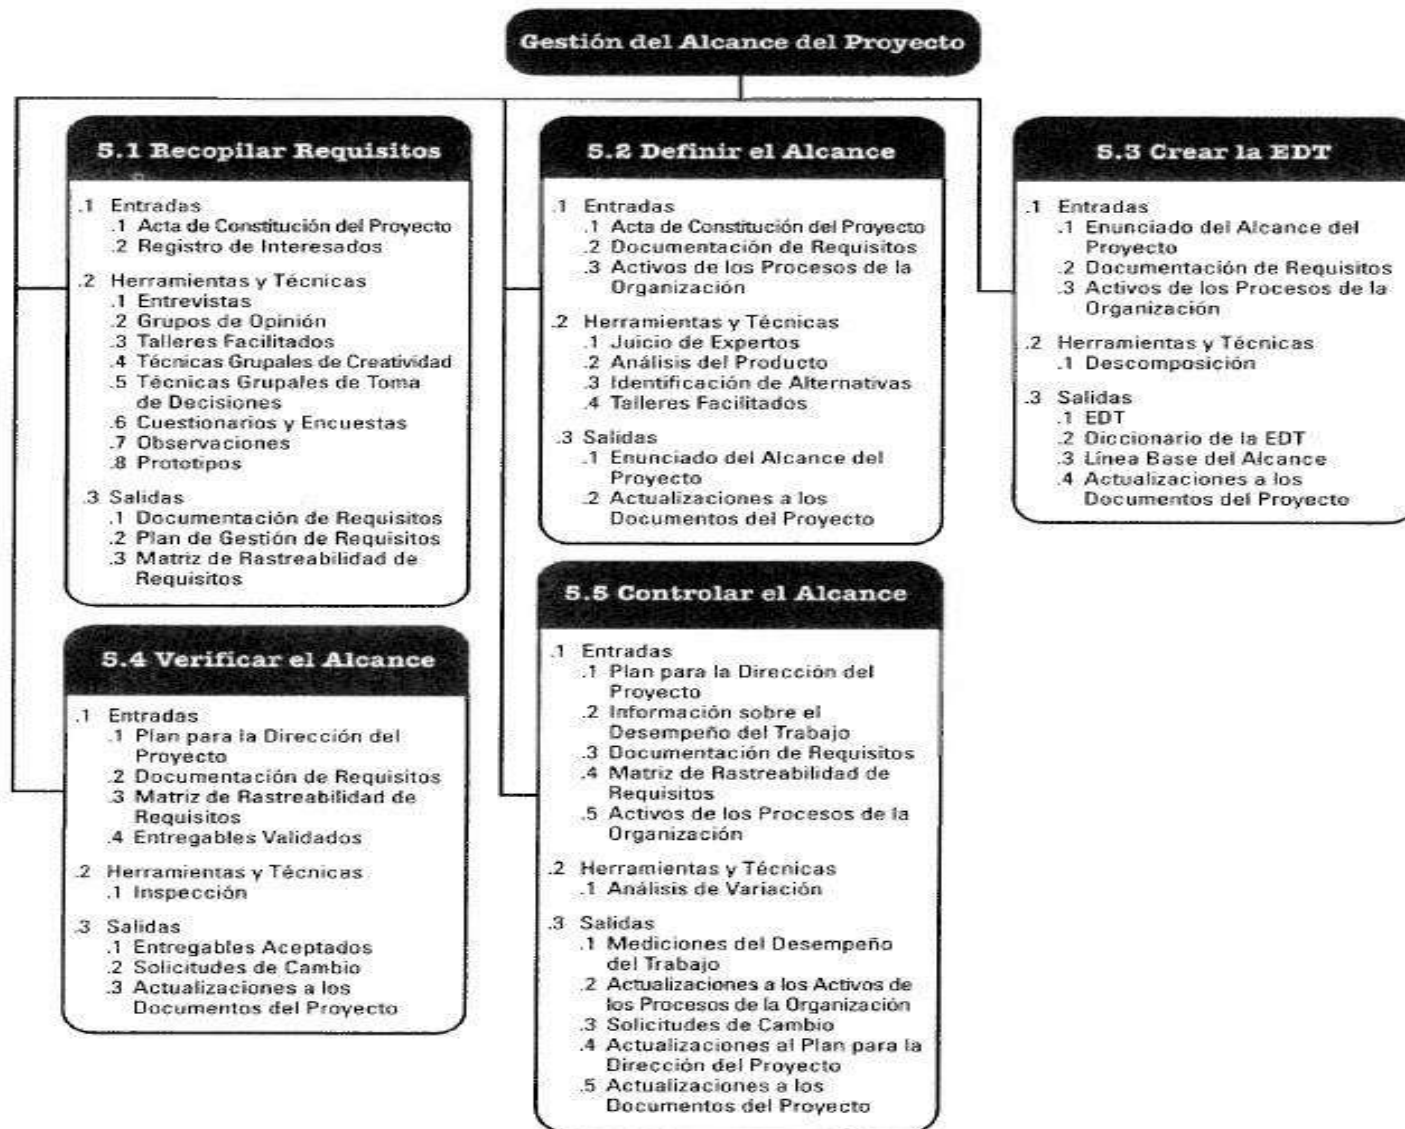 Gestión del Alcance del Proyecto
5.1 Recopilar Requisitos
.1 Entradas
.1 Acta de Constitución del Proyecto
.2 Registro de Interesados
.2 Herramientas y Técnicas
.1 Entrevistas
.2 Grupos de Opinión
.3 Talleres Facilitados
.4 Técnicas Grupales de Creatividad
.5 Técnicas Grupales de Toma
de Decisiones
.6 Cuestionarios y Encuestas
.7 Observaciones
.8 Prototipos
.3 Salidas
.1 Documentación de Requisitos
.2 Plan de Gestión de Requisitos
.3 Matriz de Rastreabilidad de
Requisitos
5.2 Definir el Alcance
.1 Entradas
.1 Acta de Constitución del Proyecto
.2 Documentación de Requisitos
.3 Activos de los Procesos de la
Organización
.2 Herramientas y Técnicas
.1 Juicio de Expertos
.2 Análisis del Producto
.3 Identificación de Alternativas
.4 Talleres Facilitados
.3 Salidas
.1 Enunciado del Alcance del
Proyecto
.2 Actualizaciones a los
Documentos del Proyecto
5.3 Crear la EDT
.1 Entradas
.1 Enunciado del Alcance del
Proyecto
.2 Documentación de Requisitos
.3 Activos de los Procesos de la
Organización
.2 Herramientas y Técnicas
.1 Descomposición
.3 Salidas
.1 EDT
.2 Diccionario de la EDT
.3 Línea Base del Alcance
.4 Actualizaciones a los
Documentos del Proyecto
5.4 Verificar el Alcance
.1 Entradas
.1 Plan para la Dirección del
Proyecto
.2 Documentación de Requisitos
.3 Matriz de Rastreabilidad de
Requisitos
.4 Entregables Validados
.2 Herramientas y Técnicas
.1 Inspección
.3 Salidas
.1 Entregables Aceptados
.2 Solicitudes de Cambio
.3 Actualizaciones a los
Documentos del Proyecto
5.5 Controlar el Alcance
.1 Entradas
.1 Plan para la Dirección del
Proyecto
.2 Información sobre el
Desempeño del Trabajo
.3 Documentación de Requisitos
.4 Matriz de Rastreabilidad de
Requisitos
.5 Activos de los Procesos de la
Organización
.2 Herramientas y Técnicas
.1 Análisis de Variación
.3 Salidas
.1 Mediciones del Desempeño
del Trabajo
.2 Actualizaciones a los Activos de
los Procesos de la Organización
.3 Solicitudes de Cambio
.4 Actualizaciones al Plan para la
Dirección del Proyecto
.5 Actualizaciones a los
Documentos del Proyecto